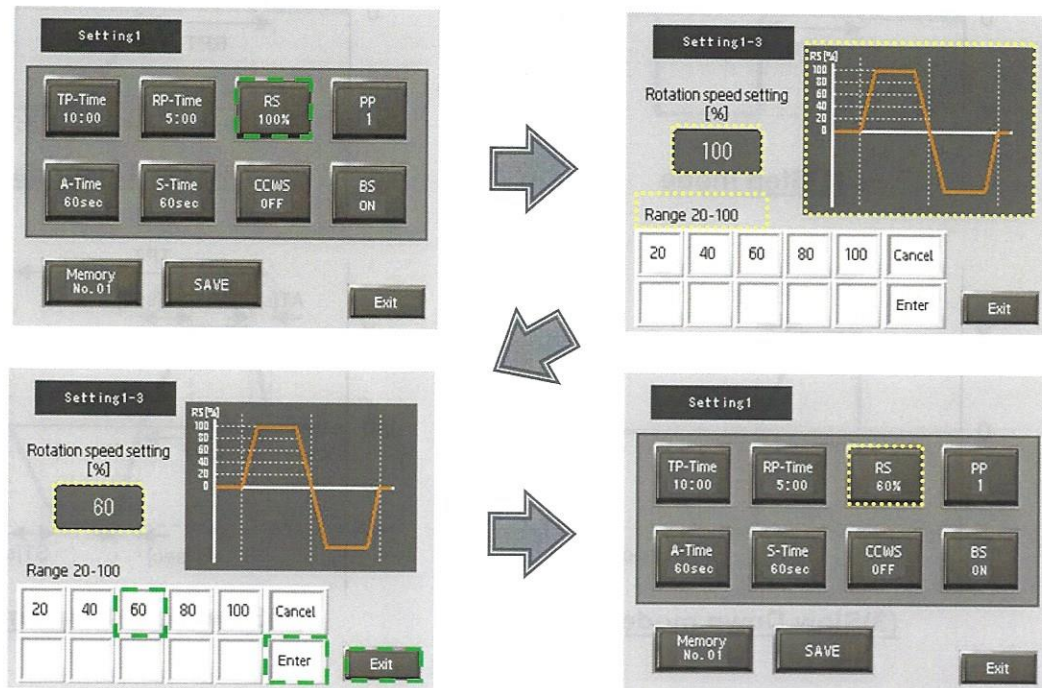 Setting1
TP-Time
10:00
RP-Time
5:00
RS
100%
PP
1
A-Time
60sec
S-Time
60sec
CCWS
OFF
BS
ON
Memory
No.01
SAVE
Exit
Setting1-3
Rotation speed setting
[%]
100
Range 20-100
RS[%]
100
80
60
40
20
0
20 40 60 80 100 Cancel
Enter
Exit
Setting1-3
Rotation speed setting
[%]
60
Range 20-100
RS[%]
100
80
60
40
20
0
20 40 60 80 100 Cancel
Enter
Exit
Setting1
TP-Time
10:00
RP-Time
5:00
RS
60%
PP
1
A-Time
60sec
S-Time
60sec
CCWS
OFF
BS
ON
Memory
No.01
SAVE
Exit